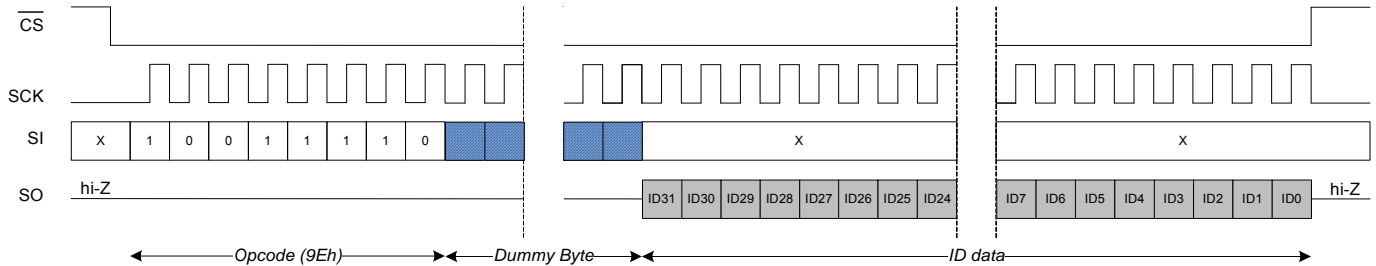 CS
SCK
SI X 1 0 0 1 1 1 1 0 X X
SO hi-Z ID31 ID30 ID29 ID28 ID27 ID26 ID25 ID24 ID7 ID6 ID5 ID4 ID3 ID2 ID1 ID0 hi-Z
Opcode (9Eh) Dummy Byte ID data